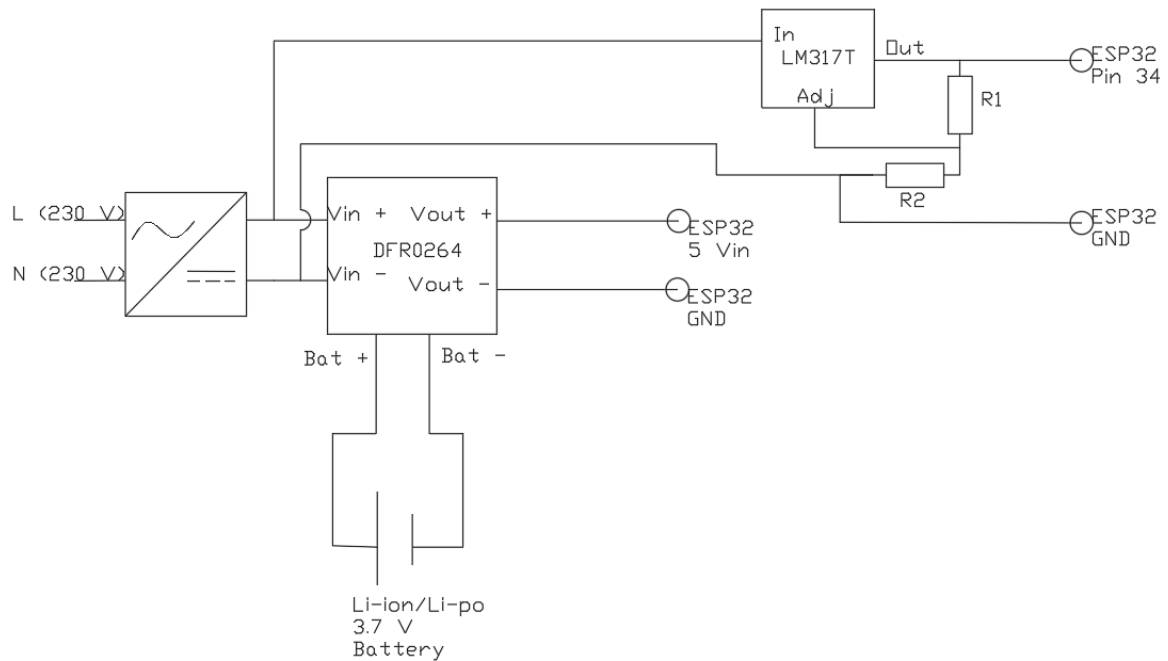 In
LM317T
Out
Adj
ESP32
Pin 34
R1
R2
L (230 V)
N (230 V)
Vin +
Vout +
DFR0264
Vin -
Vout -
ESP32
5 Vin
ESP32
GND
ESP32
GND
Bat +
Bat -
Li-ion/Li-po
3.7 V
Battery